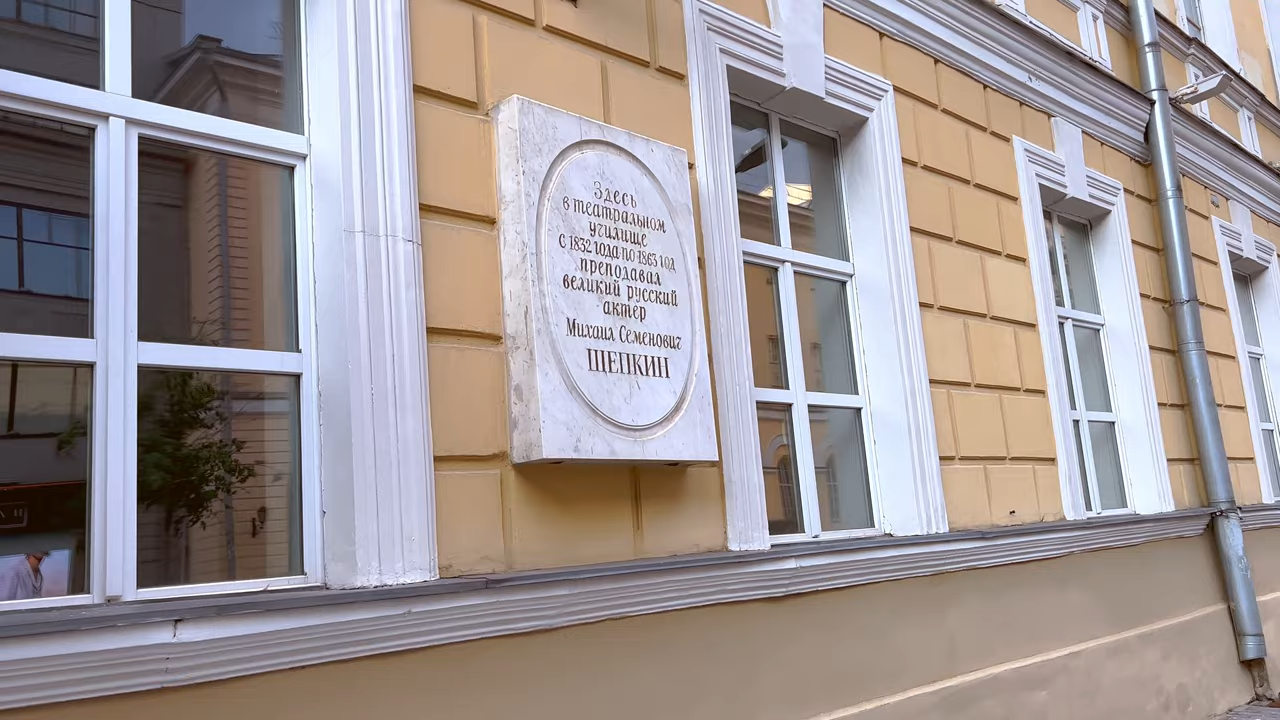 Здесь
в театральном
училище
с 1832 года по 1863 год
преподавал
великий русский
актер
Михаил Семенович
ЩЕПКИН